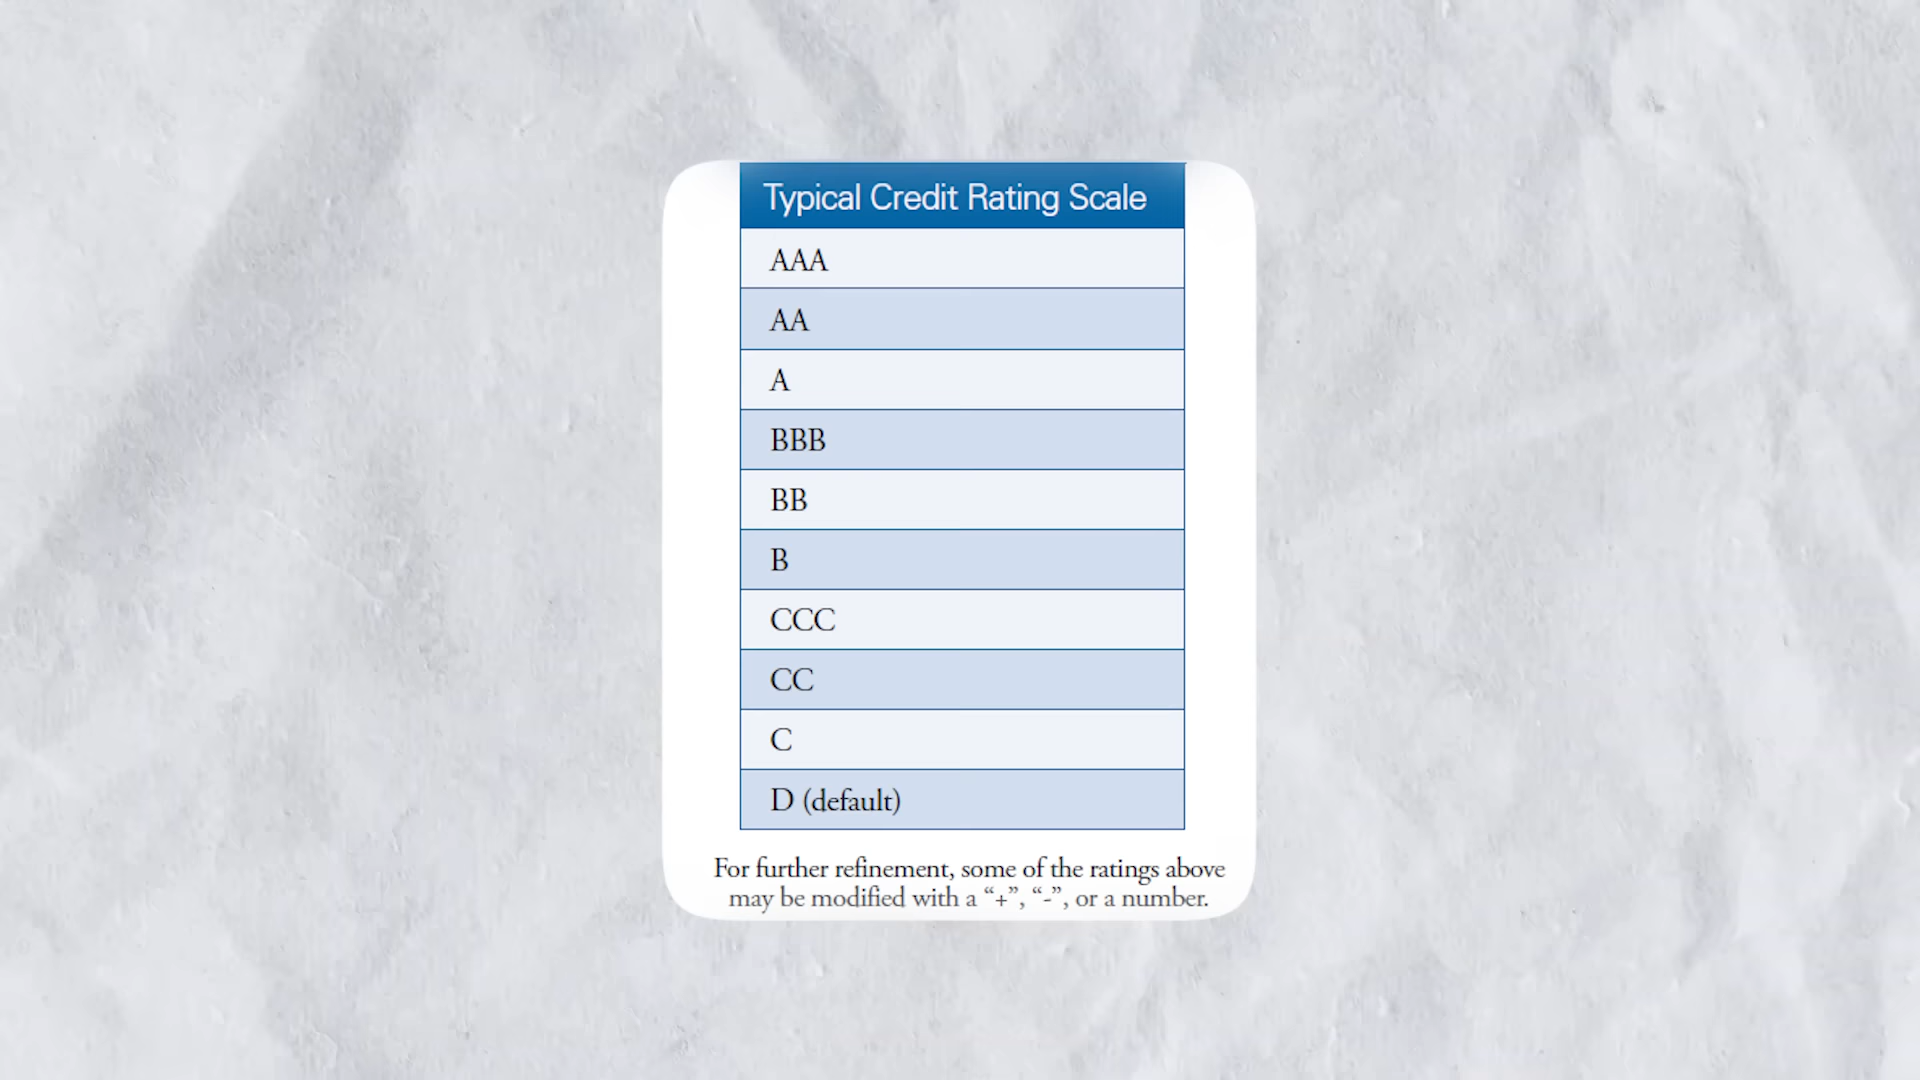 Typical Credit Rating Scale
AAA
AA
A
BBB
BB
B
CCC
CC
C
D (default)
For further refinement, some of the ratings above
may be modified with a “+”, “-”, or a number.